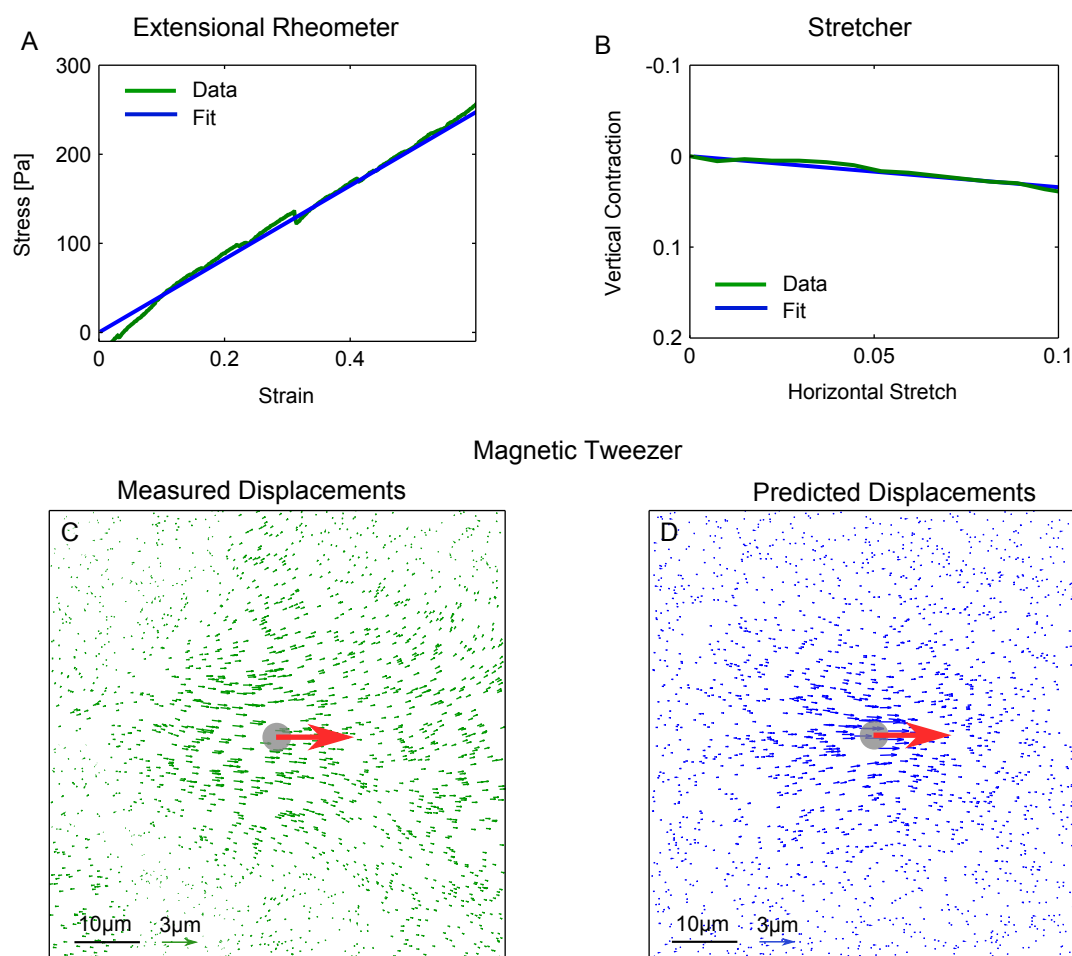 A
Extensional Rheometer
300
200
100
0
Stress [Pa]
Data
Fit
0
0.2
0.4
Strain
B
Stretcher
-0.1
0
0.1
0.2
Vertical Contraction
Data
Fit
0
0.05
0.1
Horizontal Stretch
Magnetic Tweezer
Measured Displacements
C
10µm
3µm
Predicted Displacements
D
10µm
3µm